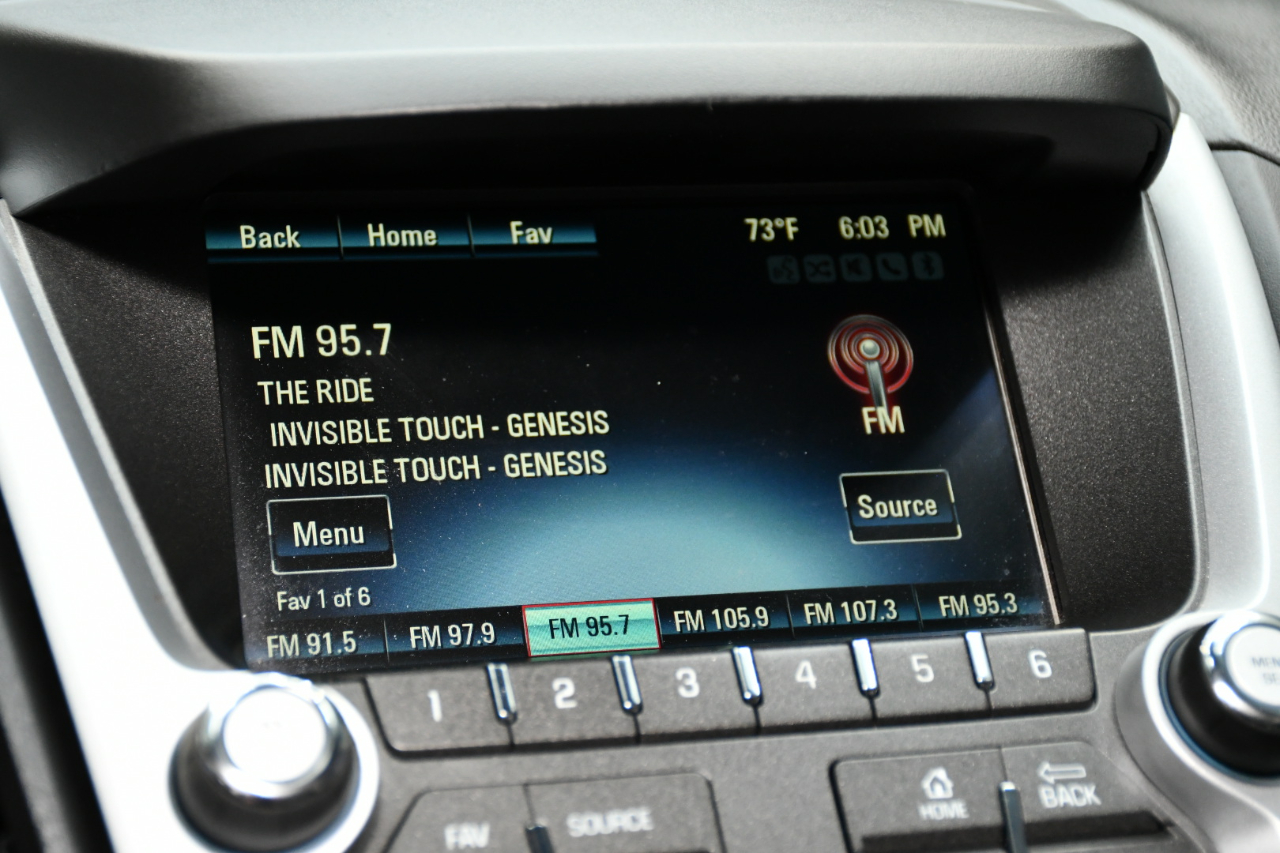 Back Home Fav 73°F 6:03 PM
FM 95.7
THE RIDE
INVISIBLE TOUCH - GENESIS
INVISIBLE TOUCH - GENESIS
FM
Menu Source
Fav 1 of 6
FM 91.5 FM 97.9 FM 95.7 FM 105.9 FM 107.3 FM 95.3
1 2 3 4 5 6
FAV SOURCE HOME BACK